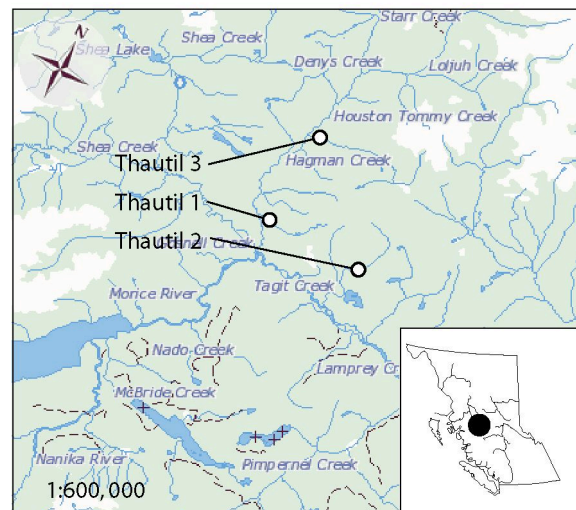 N
Starr Creek
Shea Creek
Shea Lake
Denys Creek
Loljuh Creek
Houston Tommy Creek
Shea Creek
Thautil 3
Hagman Creek
Thautil 1
Thautil 2
Creek
Tagit Creek
Morice River
Nado Creek
Lamprey Cre
McBride Creek
Nanika River
Pimpernel Creek
1:600,000